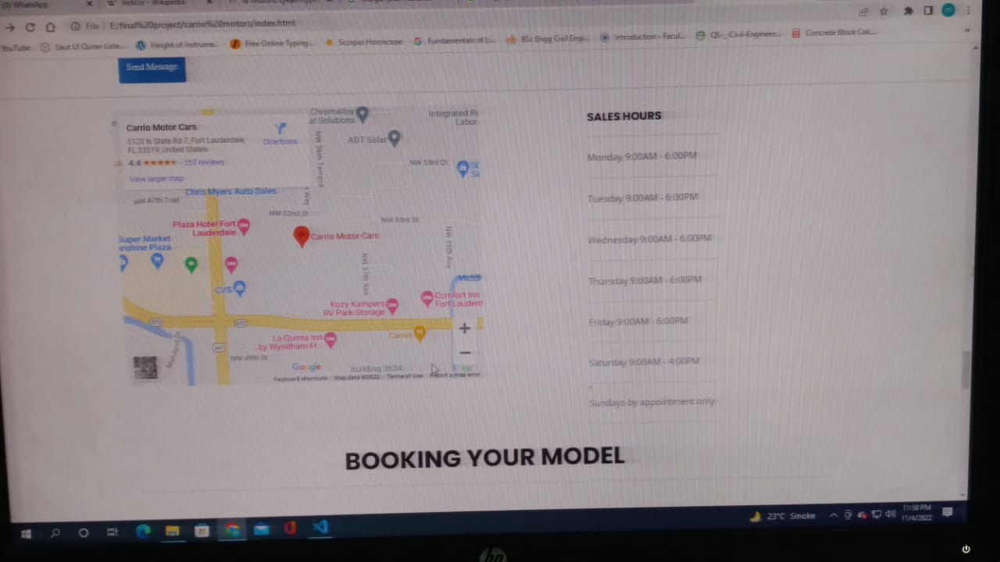 (3) WhatsApp
IndiGo - Wikipedia
File | E:/final%20project/carrio%20motors/index.html
YouTube
Saut Ul Quran Liste...
Height of Instrume...
Free Online Typing...
Scorpio Horoscope
Fundamentals of Li...
BSc Engg Civil Engi...
Introduction - Facul...
QS-_-Civil-Engineer...
Concrete Block Calc...
Send Message
Carrio Motor Cars
5120 N State Rd 7, Fort Lauderdale,
FL 33319, United States
4.4
257 reviews
Directions
View larger map
Chromalloy
al Solutions
Integrated Re
Labor
ADT Solar
NW 36th Terrace
NW 53rd Ct
Chris Myers Auto Sales
NW 47th Trail
NW 52nd St
NW 53rd St
Plaza Hotel Fort
Lauderdale
Carrio Motor Cars
Super Market
nshine Plaza
NW 37th Ave
NW 35th Ave
CVS
Middl
Kozy Kampers
RV Park-Storage
Comfort Inn
Fort Lauderd
870
870
La Quinta Inn
by Wyndham Ft...
441
NW 49th St
Google
Building 3634
Keyboard shortcuts
Map data ©2022
Terms of Use
Report a map error
SALES HOURS
Monday 9:00AM - 6:00PM
Tuesday 9:00AM - 6:00PM
Wednesday 9:00AM - 6:00PM
Thursday 9:00AM - 6:00PM
Friday 9:00AM - 6:00PM
Saturday 9:00AM - 4:00PM
Sundays by appointment only.
BOOKING YOUR MODEL
23°C Smoke
11:58 PM
11/4/2022
hp